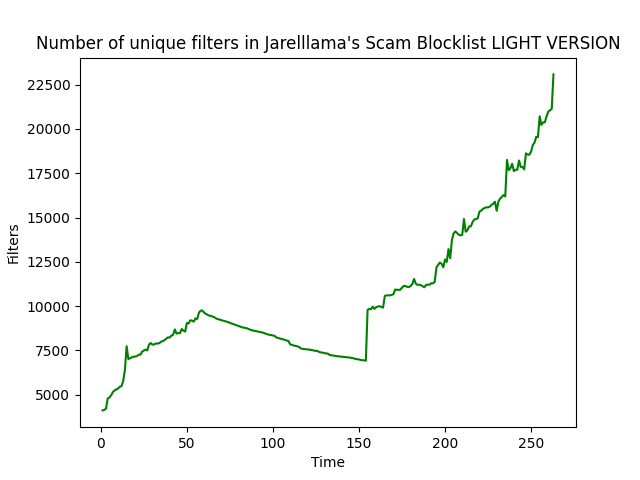 Number of unique filters in Jarelllama's Scam Blocklist LIGHT VERSION
22500
20000
17500
15000
12500
10000
7500
5000
Filters
0 50 100 150 200 250
Time